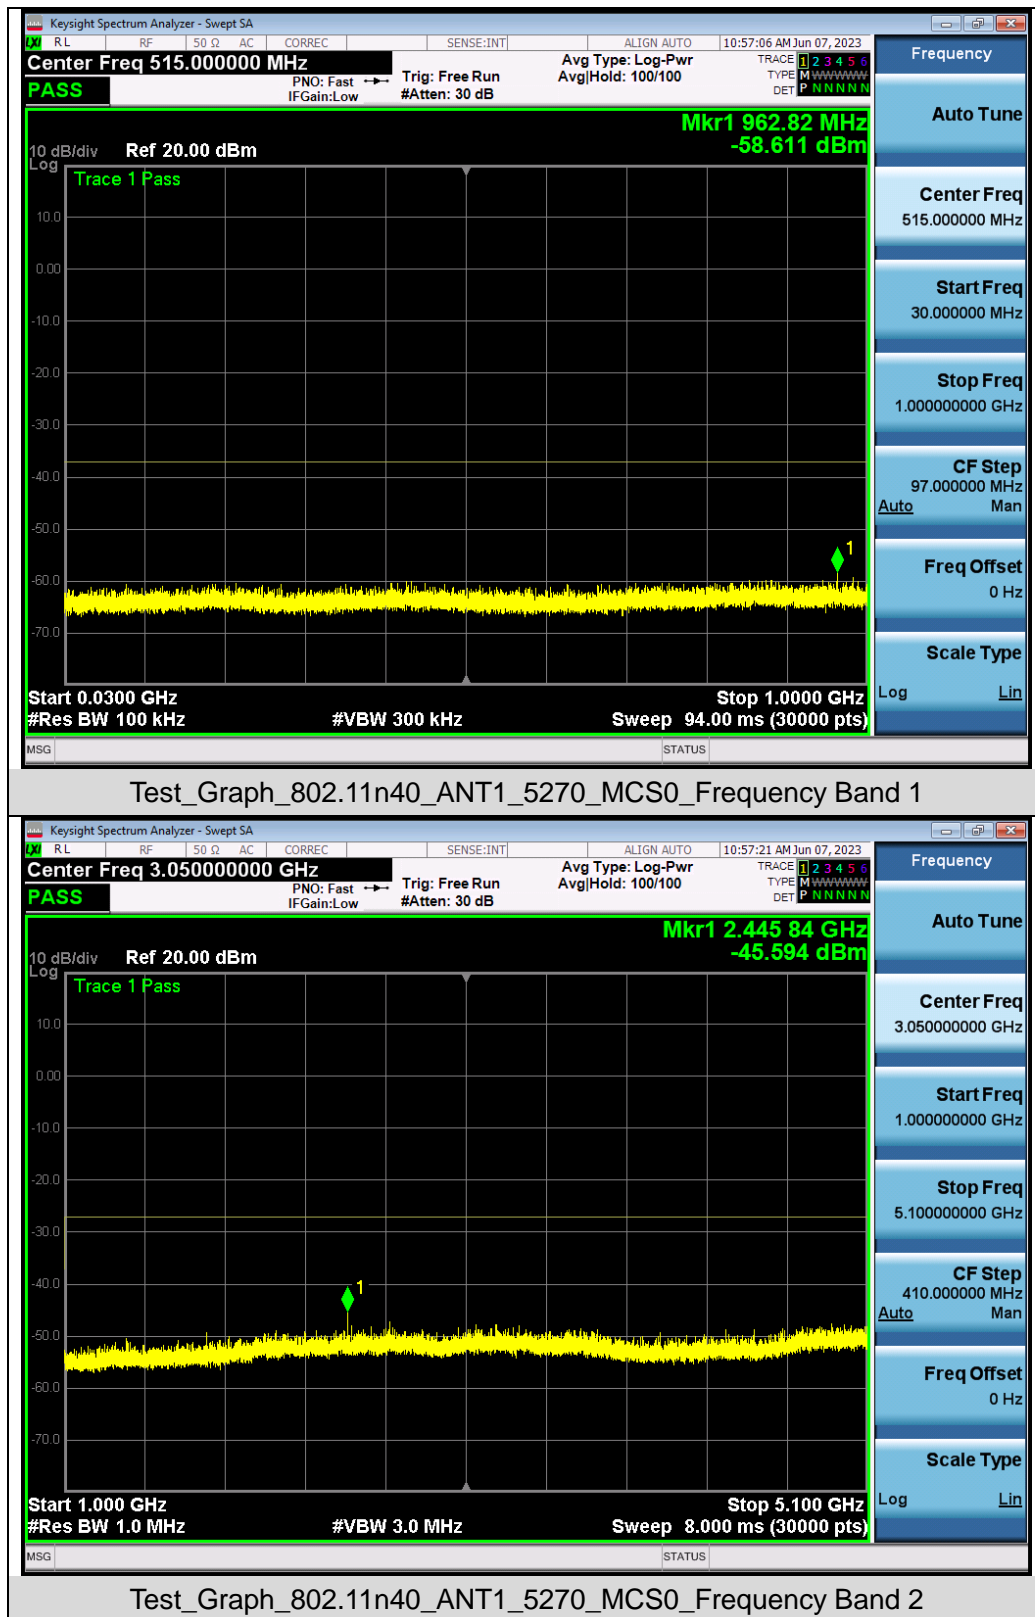 Keysight Spectrum Analyzer - Swept SA
LXI RL RF 50 Ω AC CORREC SENSE:INT ALIGN AUTO 10:57:06 AM Jun 07, 2023
Center Freq 515.000000 MHz
PASS
PNO: Fast
IFGain:Low
Trig: Free Run
#Atten: 30 dB
Avg Type: Log-Pwr
Avg|Hold: 100/100
TRACE 1 2 3 4 5 6
TYPE M WWWWW
DET P N N N N N
Mkr1 962.82 MHz
-58.611 dBm
10 dB/div Ref 20.00 dBm
Log
Trace 1 Pass
10.0
0.00
-10.0
-20.0
-30.0
-40.0
-50.0
-60.0
-70.0
1
Start 0.0300 GHz Stop 1.0000 GHz
#Res BW 100 kHz #VBW 300 kHz Sweep 94.00 ms (30000 pts)
MSG STATUS
Frequency
Auto Tune
Center Freq
515.000000 MHz
Start Freq
30.000000 MHz
Stop Freq
1.000000000 GHz
CF Step
97.000000 MHz
Auto Man
Freq Offset
0 Hz
Scale Type
Log Lin
Test_Graph_802.11n40_ANT1_5270_MCS0_Frequency Band 1
Keysight Spectrum Analyzer - Swept SA
LXI RL RF 50 Ω AC CORREC SENSE:INT ALIGN AUTO 10:57:21 AM Jun 07, 2023
Center Freq 3.050000000 GHz
PASS
PNO: Fast
IFGain:Low
Trig: Free Run
#Atten: 30 dB
Avg Type: Log-Pwr
Avg|Hold: 100/100
TRACE 1 2 3 4 5 6
TYPE M WWWWW
DET P N N N N N
Mkr1 2.445 84 GHz
-45.594 dBm
10 dB/div Ref 20.00 dBm
Log
Trace 1 Pass
10.0
0.00
-10.0
-20.0
-30.0
-40.0
-50.0
-60.0
-70.0
1
Start 1.000 GHz Stop 5.100 GHz
#Res BW 1.0 MHz #VBW 3.0 MHz Sweep 8.000 ms (30000 pts)
MSG STATUS
Frequency
Auto Tune
Center Freq
3.050000000 GHz
Start Freq
1.000000000 GHz
Stop Freq
5.100000000 GHz
CF Step
410.000000 MHz
Auto Man
Freq Offset
0 Hz
Scale Type
Log Lin
Test_Graph_802.11n40_ANT1_5270_MCS0_Frequency Band 2